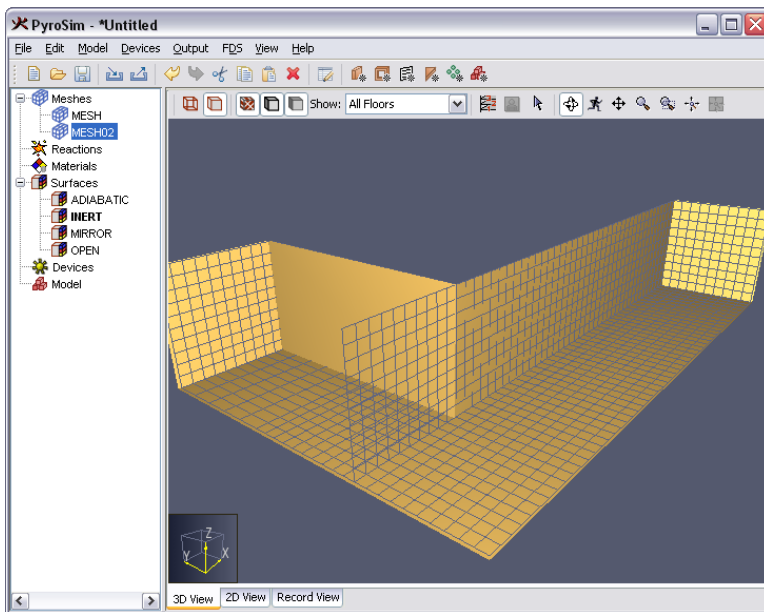 PyroSim - *Untitled
File Edit Model Devices Output FDS View Help
Show: All Floors
Meshes
MESH
MESH02
Reactions
Materials
Surfaces
ADIABATIC
INERT
MIRROR
OPEN
Devices
Model
Z
Y X
3D View 2D View Record View